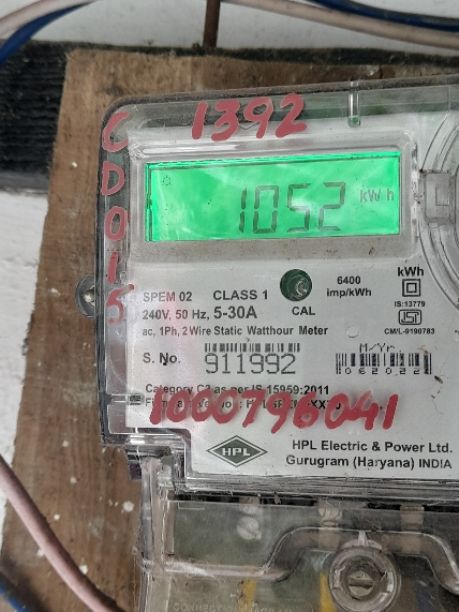 1392
CD015
1052 kWh
SPEM 02 CLASS 1
240V, 50 Hz, 5-30A
ac, 1Ph, 2 Wire Static Watthour Meter
CAL
6400
imp/kWh
kWh
IS:13779
CM/L-9190783
S. No. 911992
M/Yr.
062022
Category C2 as per IS 15959:2011
1000796041
HPL
HPL Electric & Power Ltd.
Gurugram (Haryana) INDIA